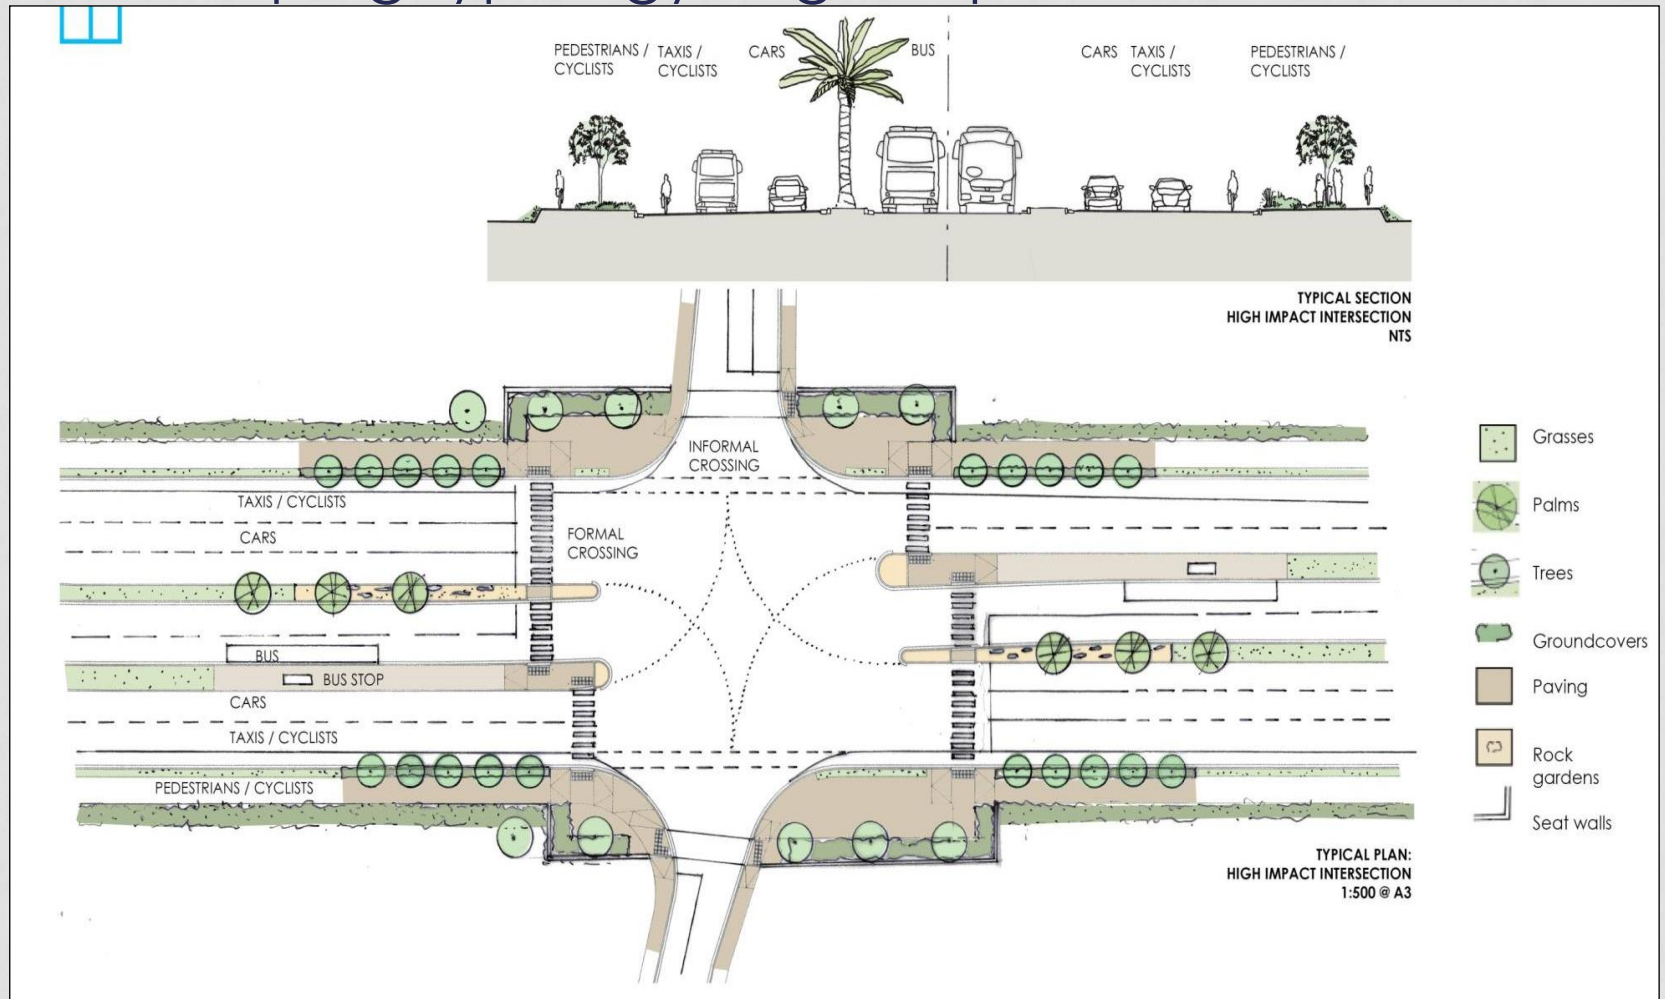 PEDESTRIANS /
CYCLISTS
TAXIS /
CYCLISTS
CARS
BUS
CARS
TAXIS /
CYCLISTS
PEDESTRIANS /
CYCLISTS
TYPICAL SECTION
HIGH IMPACT INTERSECTION
NTS
INFORMAL
CROSSING
TAXIS / CYCLISTS
CARS
FORMAL
CROSSING
BUS
BUS STOP
CARS
TAXIS / CYCLISTS
PEDESTRIANS / CYCLISTS
TYPICAL PLAN:
HIGH IMPACT INTERSECTION
1:500 @ A3
Grasses
Palms
Trees
Groundcovers
Paving
Rock
gardens
Seat walls